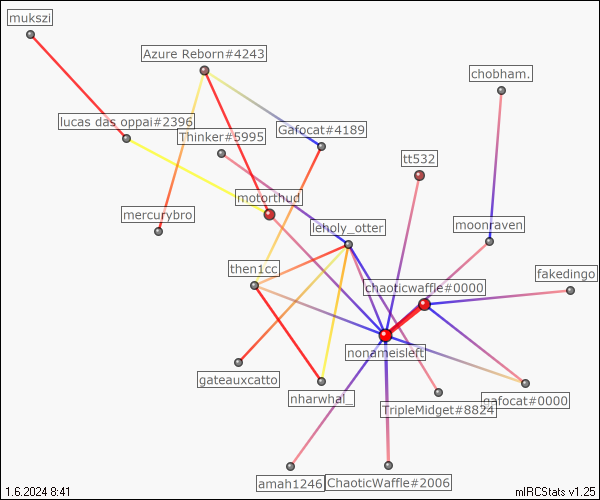 mukszi
Azure Reborn#4243
chobham.
lucas das oppai#2396
Gafocat#4189
Thinker#5995
tt532
motorthud
mercurybro
leholy_otter
moonraven
then1cc
chaoticwaffle#0000
fakedingo
nonameisleft
gateauxcatto
nharwhal_
gafocat#0000
TripleMidget#8824
amah1246
ChaoticWaffle#2006
1.6.2024 8:41
mIRCStats v1.25